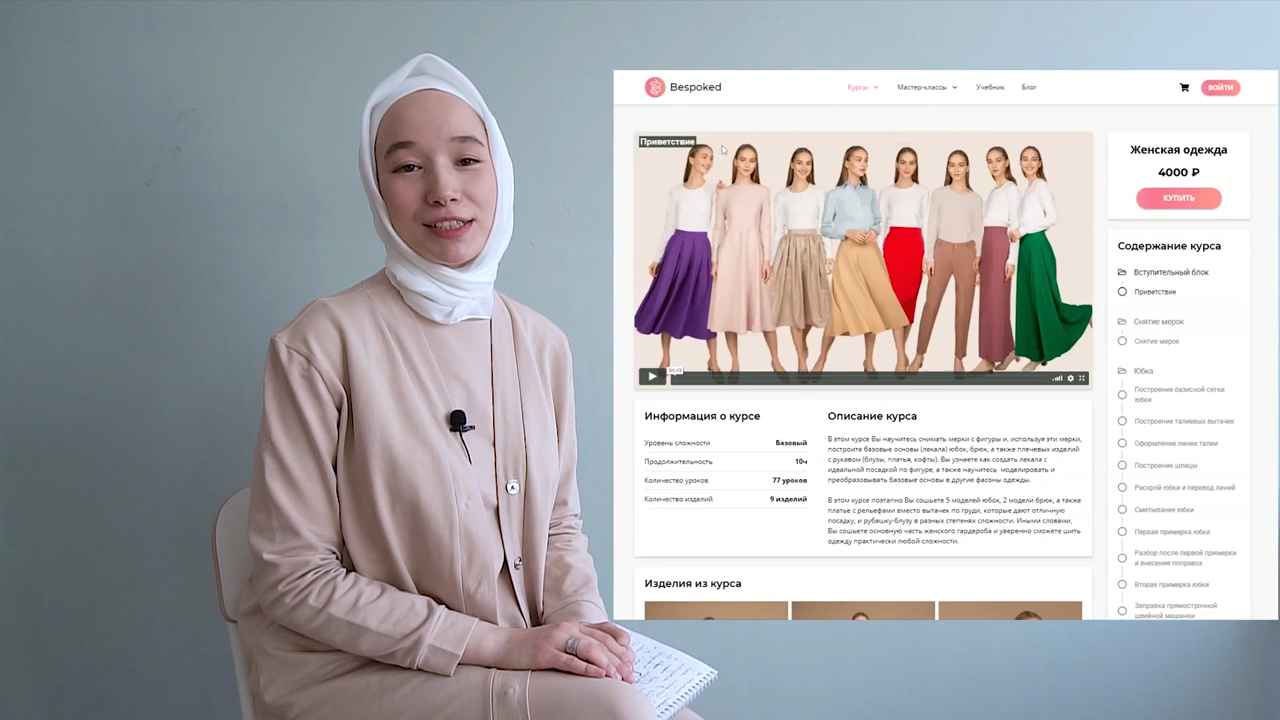 Bespoked
Курсы
Мастер-классы
Учебник
Блог
ВОЙТИ
Приветствие
04:43
Женская одежда
4000 ₽
КУПИТЬ
Информация о курсе
Уровень сложности Базовый
Продолжительность 10ч
Количество уроков 77 уроков
Количество изделий 9 изделий
Описание курса
В этом курсе Вы научитесь снимать мерки с фигуры и, используя эти мерки,
построите базовые основы (лекала) юбок, брюк, а также плечевых изделий
с рукавом (блузы, платья, кофты). Вы узнаете как создать лекала с
идеальной посадкой по фигуре, а также научитесь моделировать и
преобразовывать базовые основы в другие фасоны одежды.
В этом курсе поэтапно Вы сошьете 5 моделей юбок, 2 модели брюк, а также
платье с рельефами вместо вытачек по груди, которые дают отличную
посадку, и рубашку-блузу в разных степенях сложности. Иными словами,
Вы сошьете основную часть женского гардероба и уверенно сможете шить
одежду практически любой сложности.
Изделия из курса
Содержание курса
Вступительный блок
Приветствие
Снятие мерок
Снятие мерок
Юбка
Построение базисной сетки
юбки
Построение талиевых вытачек
Оформление линии талии
Построение шлицы
Раскрой юбки и перевод линий
Сметывание юбки
Первая примерка юбки
Разбор после первой примерки
и внесение поправок
Вторая примерка юбки
Заправка прямострочной
швейной машинки